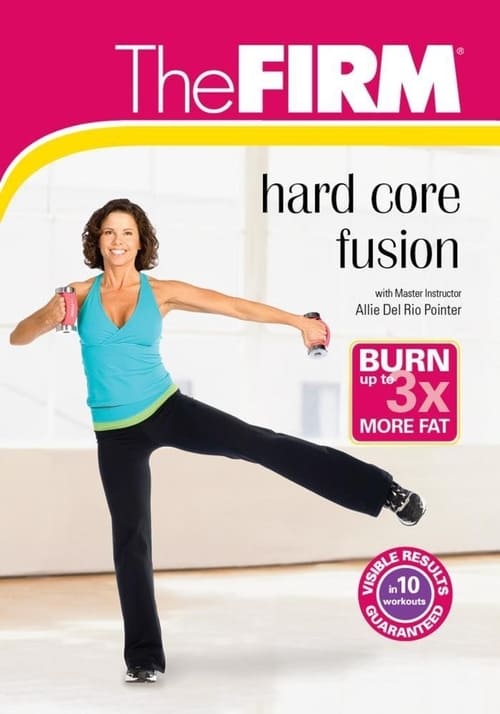 TheFIRM®
hard core
fusion
with Master Instructor
Allie Del Rio Pointer
BURN
up to 3x
MORE FAT
VISIBLE RESULTS
in 10
workouts
GUARANTEED